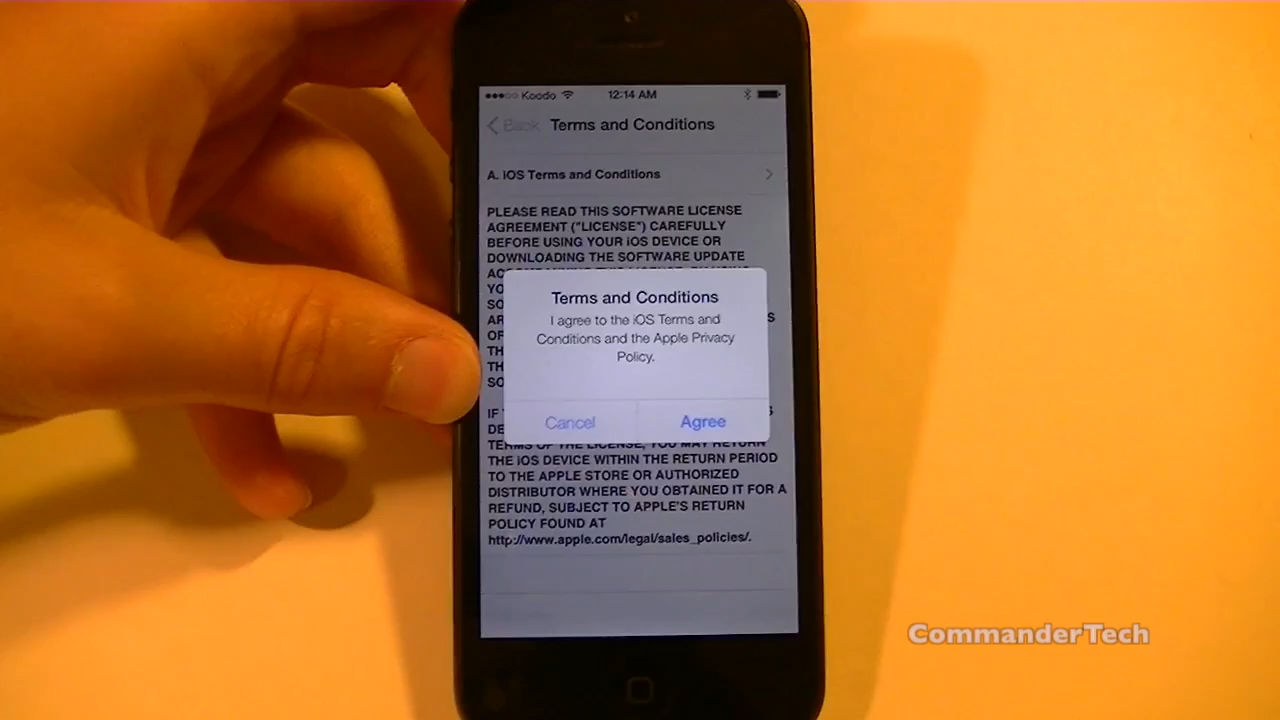 Koodo 12:14 AM
Back Terms and Conditions
A. iOS Terms and Conditions
PLEASE READ THIS SOFTWARE LICENSE
AGREEMENT ("LICENSE") CAREFULLY
BEFORE USING YOUR iOS DEVICE OR
DOWNLOADING THE SOFTWARE UPDATE
Terms and Conditions
I agree to the iOS Terms and
Conditions and the Apple Privacy
Policy.
Cancel Agree
TERMS OF THE LICENSE, YOU MAY RETURN
THE iOS DEVICE WITHIN THE RETURN PERIOD
TO THE APPLE STORE OR AUTHORIZED
DISTRIBUTOR WHERE YOU OBTAINED IT FOR A
REFUND, SUBJECT TO APPLE'S RETURN
POLICY FOUND AT
http://www.apple.com/legal/sales_policies/.
CommanderTech